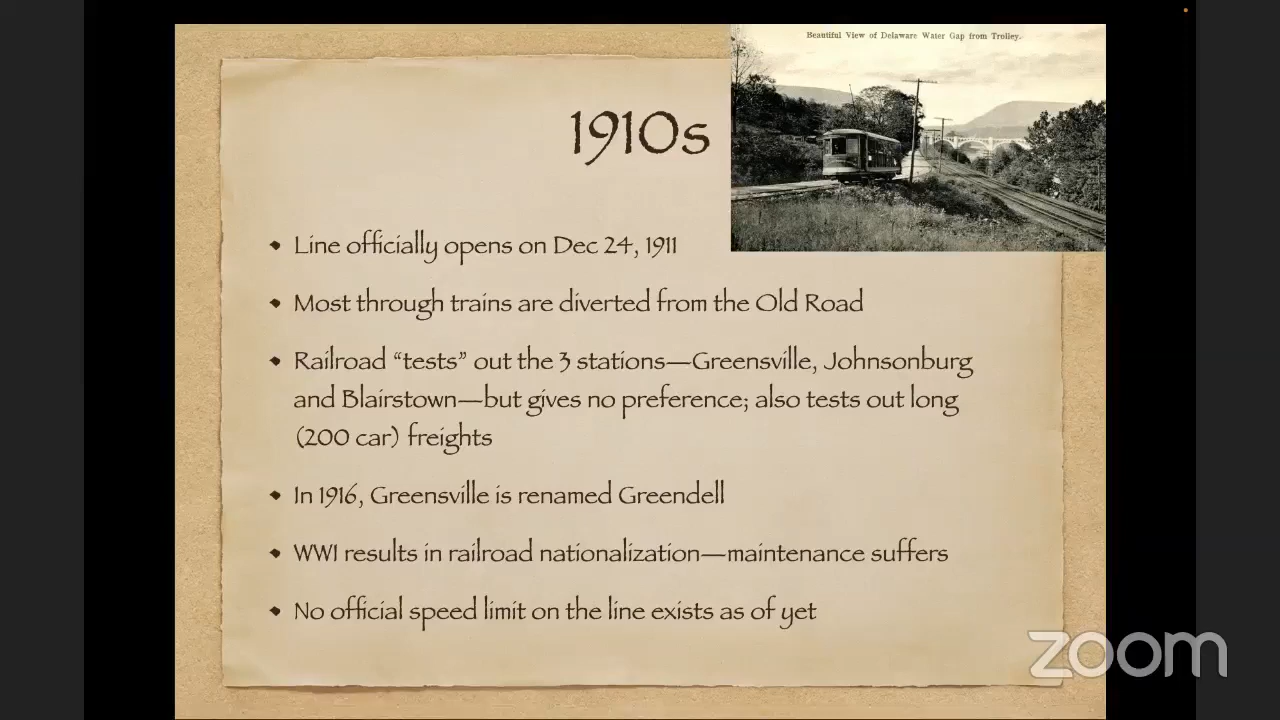 Beautiful View of Delaware Water Gap from Trolley.
1910s
• Line officially opens on Dec 24, 1911
• Most through trains are diverted from the Old Road
• Railroad “tests” out the 3 stations—Greensville, Johnsonburg
and Blairstown—but gives no preference; also tests out long
(200 car) freights
• In 1916, Greensville is renamed Greendell
• WWI results in railroad nationalization—maintenance suffers
• No official speed limit on the line exists as of yet
zoom